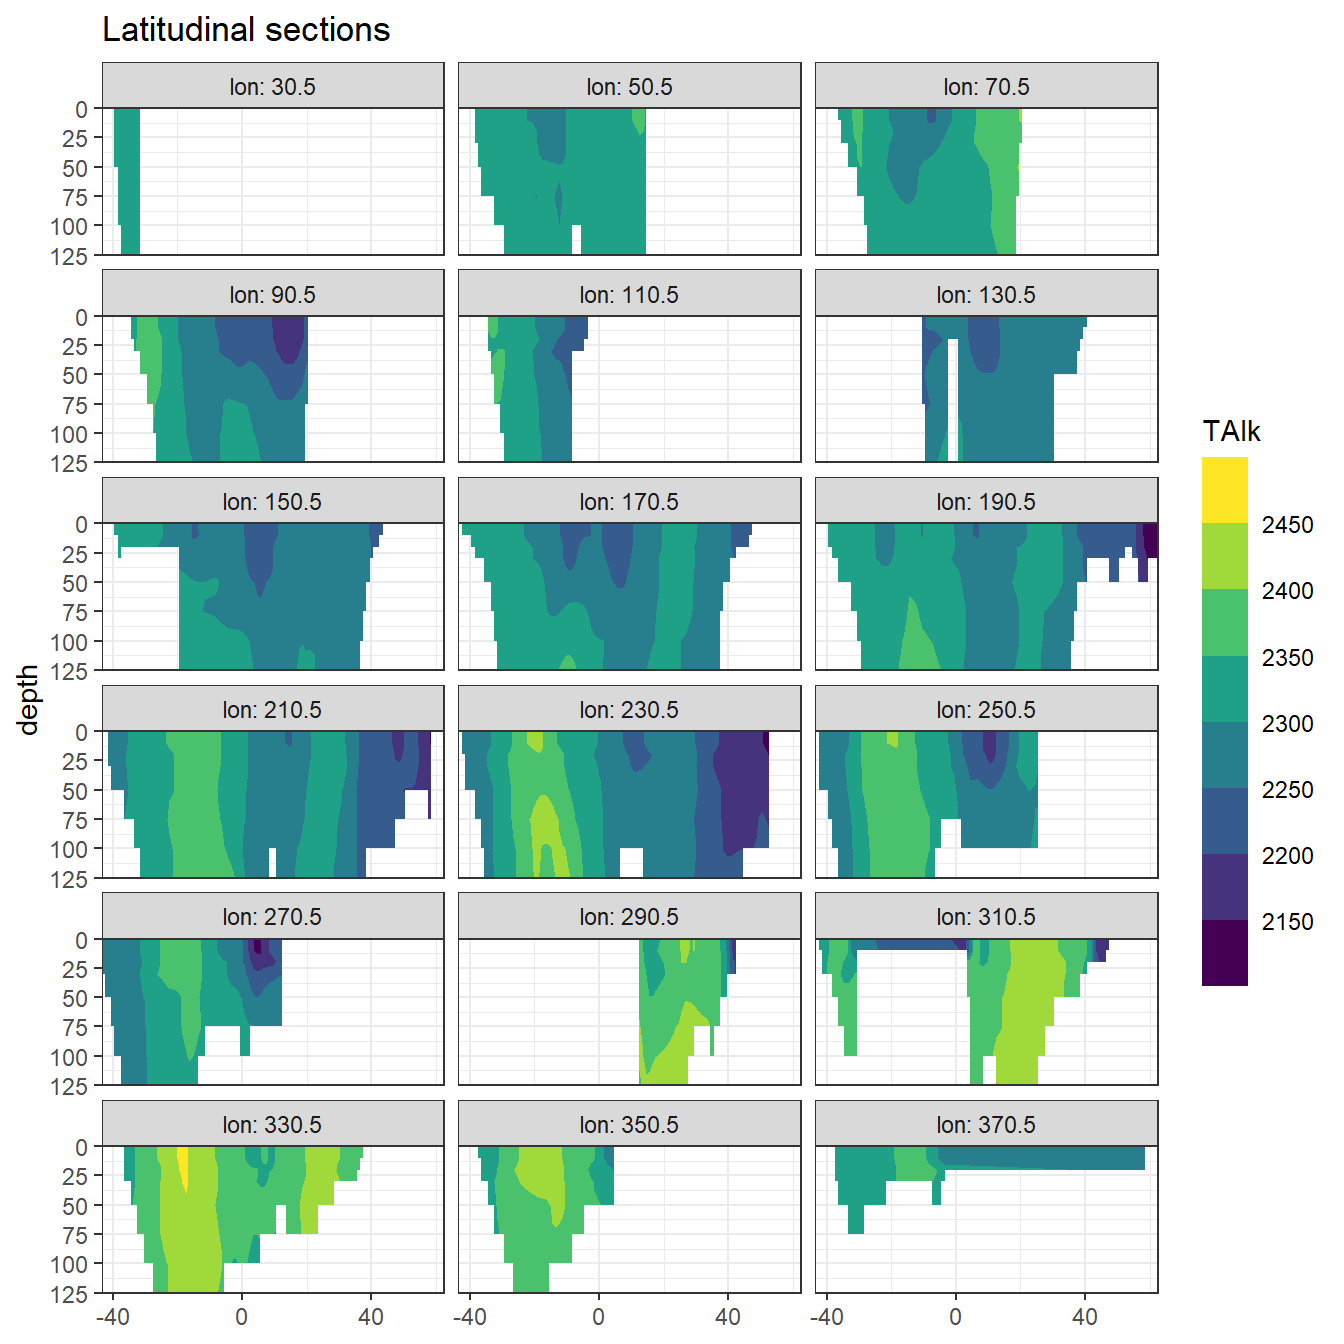 Latitudinal sections
lon: 30.5
lon: 50.5
lon: 70.5
0
25
50
75
100
125
lon: 90.5
lon: 110.5
lon: 130.5
0
25
50
75
100
125
lon: 150.5
lon: 170.5
lon: 190.5
0
25
50
75
100
125
lon: 210.5
lon: 230.5
lon: 250.5
0
25
50
75
100
125
lon: 270.5
lon: 290.5
lon: 310.5
0
25
50
75
100
125
lon: 330.5
lon: 350.5
lon: 370.5
0
25
50
75
100
125
-40 0 40
-40 0 40
-40 0 40
depth
TAlk
2450
2400
2350
2300
2250
2200
2150